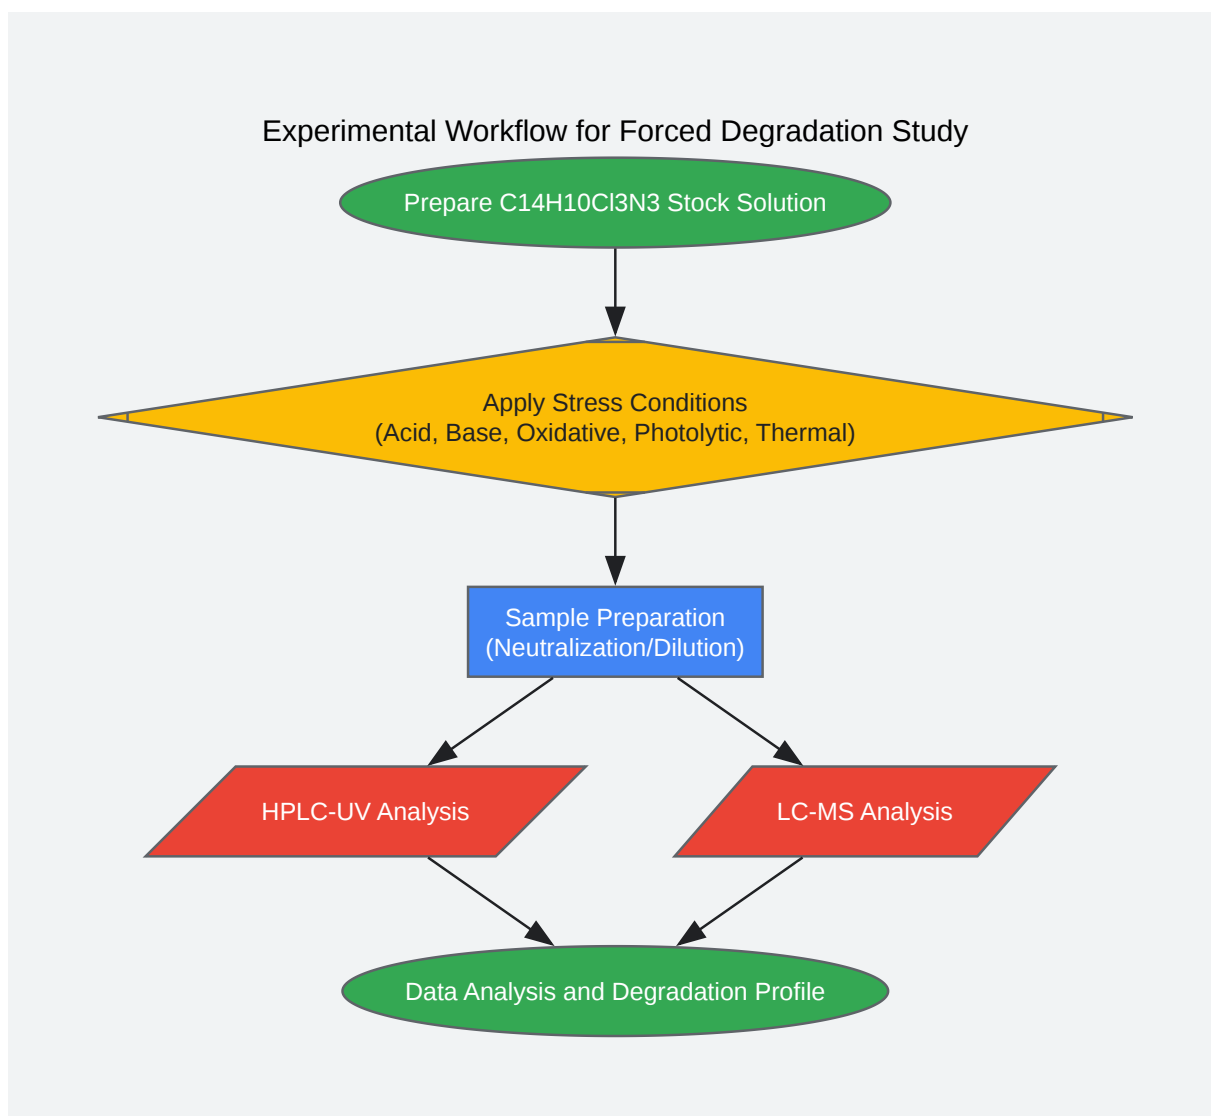 Experimental Workflow for Forced Degradation Study
Prepare C14H10Cl3N3 Stock Solution
Apply Stress Conditions
(Acid, Base, Oxidative, Photolytic, Thermal)
Sample Preparation
(Neutralization/Dilution)
HPLC-UV Analysis
LC-MS Analysis
Data Analysis and Degradation Profile